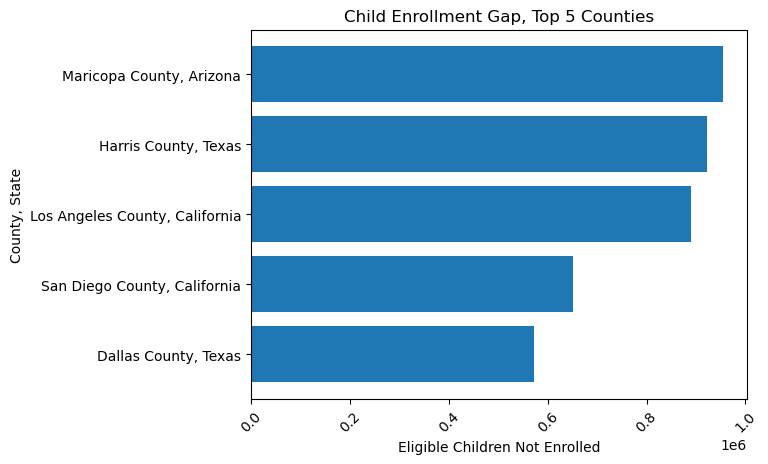 Child Enrollment Gap, Top 5 Counties
County, State
Maricopa County, Arizona
Harris County, Texas
Los Angeles County, California
San Diego County, California
Dallas County, Texas
0.0
0.2
0.4
0.6
0.8
1.0
1e6
Eligible Children Not Enrolled